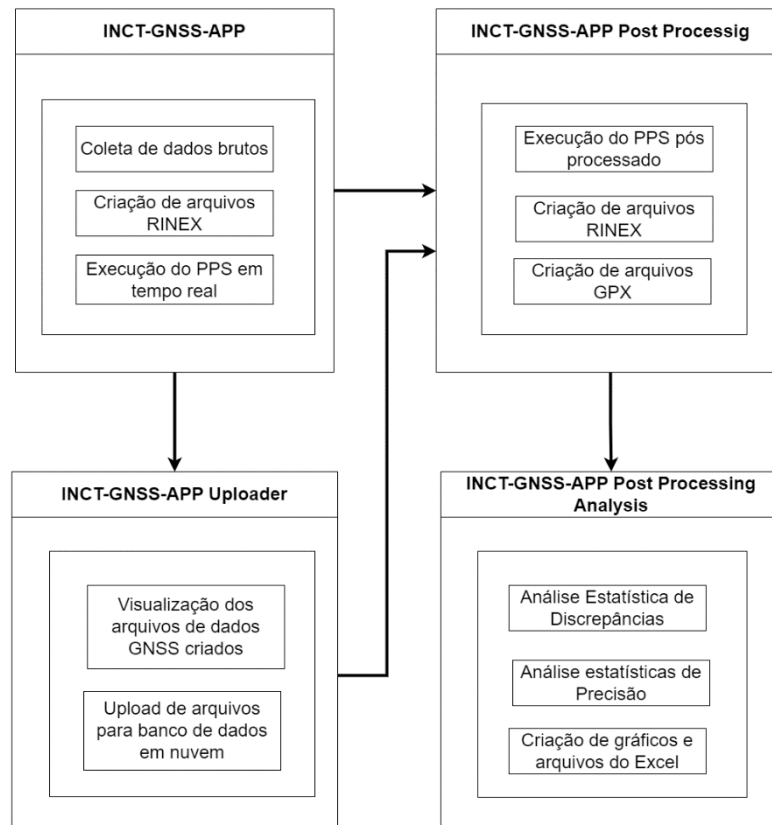 INCT-GNSS-APP
Coleta de dados brutos
Criação de arquivos
RINEX
Execução do PPS em
tempo real
INCT-GNSS-APP Post Processig
Execução do PPS pós
processado
Criação de arquivos
RINEX
Criação de arquivos
GPX
INCT-GNSS-APP Uploader
Visualização dos
arquivos de dados
GNSS criados
Upload de arquivos
para banco de dados
em nuvem
INCT-GNSS-APP Post Processing
Analysis
Análise Estatística de
Discrepâncias
Análise estatísticas de
Precisão
Criação de gráficos e
arquivos do Excel